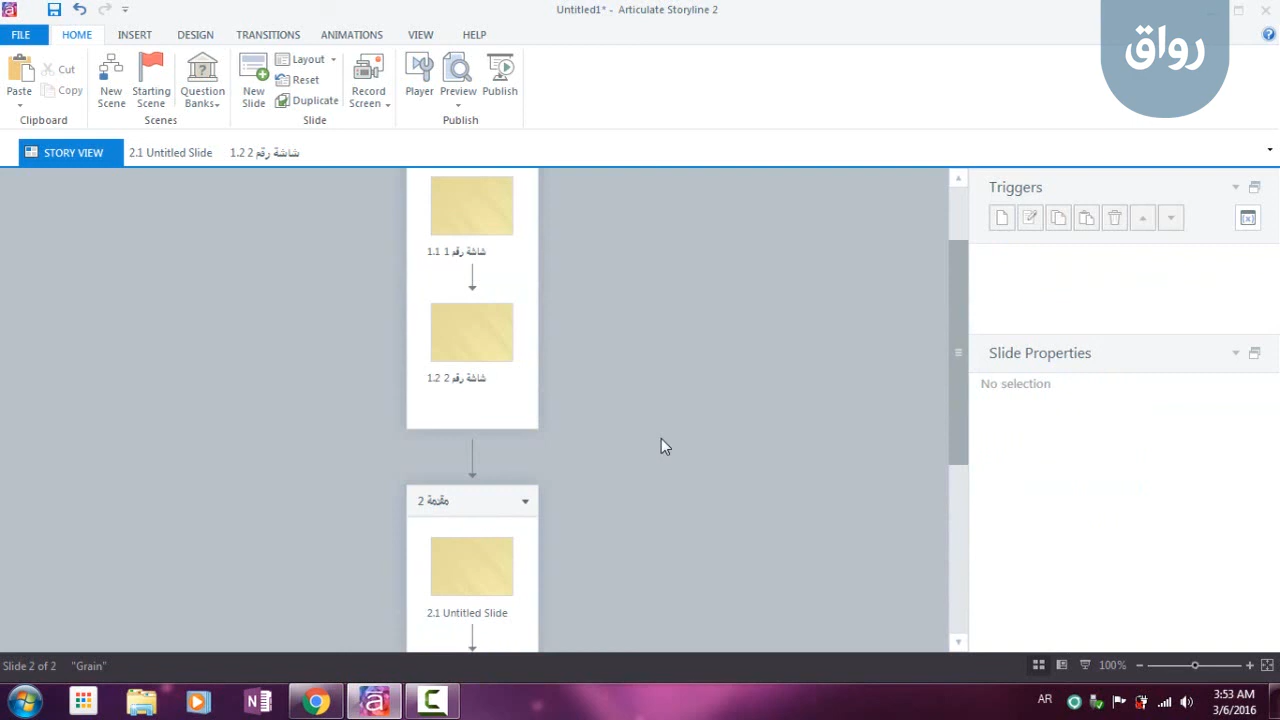 Untitled1* - Articulate Storyline 2
رواق
FILE HOME INSERT DESIGN TRANSITIONS ANIMATIONS VIEW HELP
Paste
Cut
Copy
Clipboard
New Scene
Starting Scene
Question Banks
Scenes
New Slide
Layout
Reset
Duplicate
Record Screen
Slide
Player
Preview
Publish
Publish
STORY VIEW
2.1 Untitled Slide
1.2 شاشة رقم 2
Triggers
1.1 شاشة رقم 1
1.2 شاشة رقم 2
Slide Properties
No selection
2 مقدمة
2.1 Untitled Slide
Slide 2 of 2 "Grain"
100%
AR
3:53 AM
3/6/2016